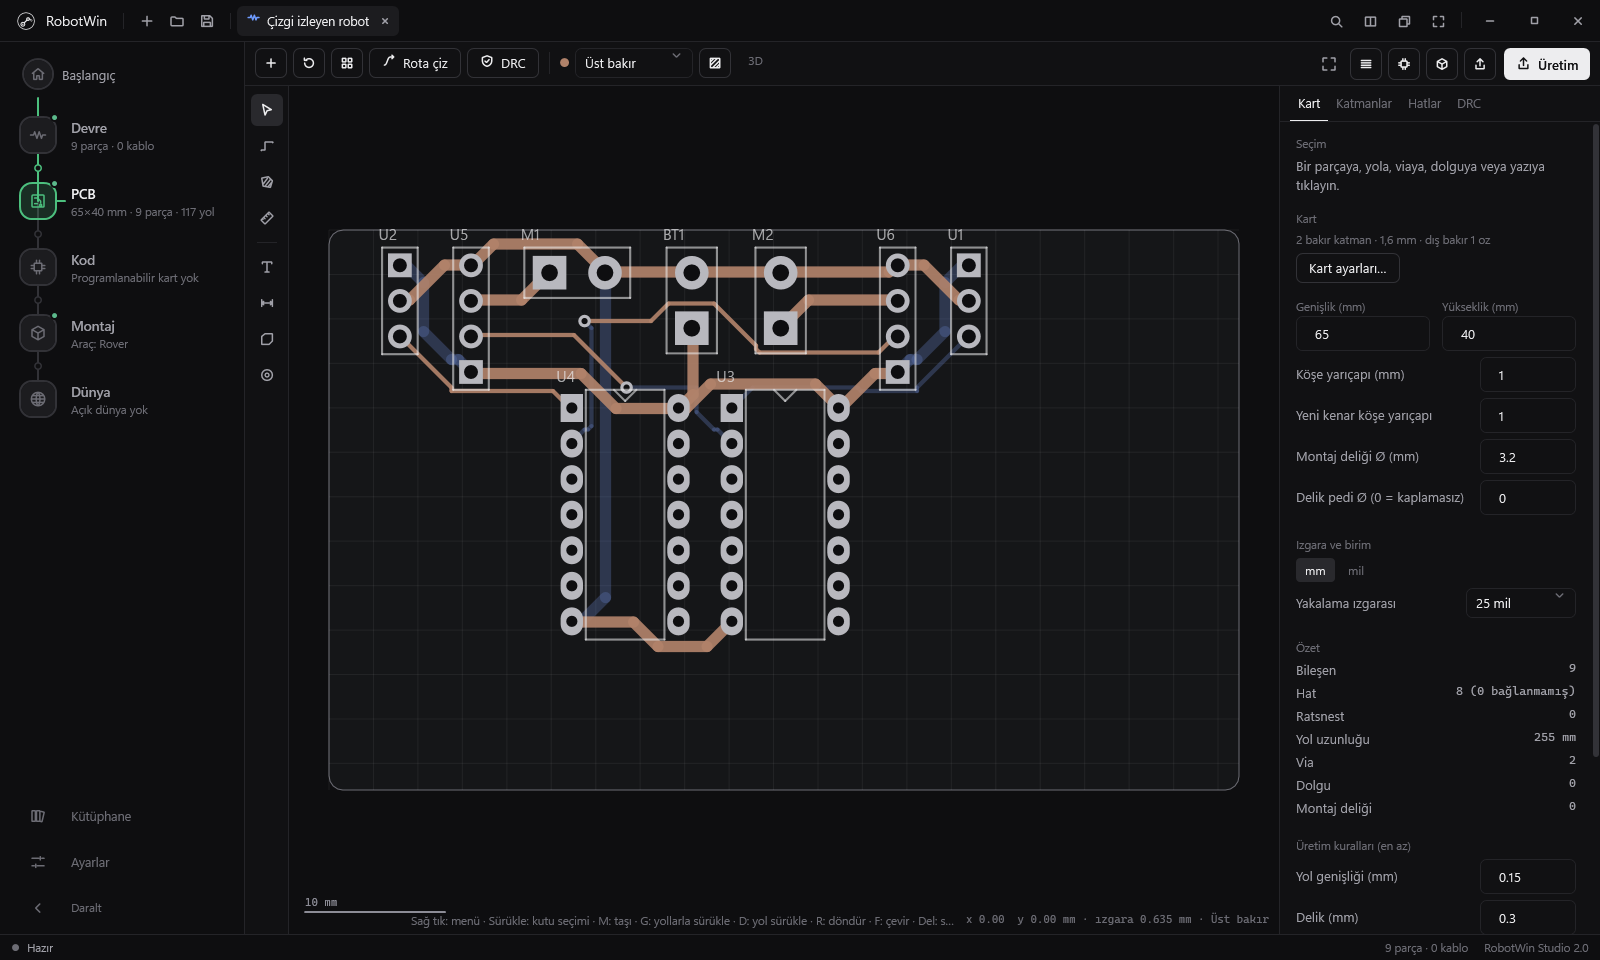 RobotWin
Çizgi izleyen robot
Başlangıç
Devre
9 parça · 0 kablo
PCB
65×40 mm · 9 parça · 117 yol
Kod
Programlanabilir kart yok
Montaj
Araç: Rover
Dünya
Açık dünya yok
Kütüphane
Ayarlar
Daralt
Rota çiz
DRC
Üst bakır
3D
Üretim
U2
U5
M1
BT1
M2
U6
U1
U4
U3
10 mm
Sağ tık: menü · Sürükle: kutu seçimi · M: taşı · G: yollarla sürükle · D: yol sürükle · R: döndür · F: çevir · Del: s...
x 0.00 y 0.00 mm · ızgara 0.635 mm · Üst bakır
Kart
Katmanlar
Hatlar
DRC
Seçim
Bir parçaya, yola, viaya, dolguya veya yazıya
tıklayın.
Kart
2 bakır katman · 1,6 mm · dış bakır 1 oz
Kart ayarları...
Genişlik (mm)
Yükseklik (mm)
65
40
Köşe yarıçapı (mm)
1
Yeni kenar köşe yarıçapı
1
Montaj deliği Ø (mm)
3.2
Delik pedi Ø (0 = kaplamasız)
0
Izgara ve birim
mm
mil
Yakalama ızgarası
25 mil
Özet
Bileşen
9
Hat
8 (0 bağlanmamış)
Ratsnest
0
Yol uzunluğu
255 mm
Via
2
Dolgu
0
Montaj deliği
0
Üretim kuralları (en az)
Yol genişliği (mm)
0.15
Delik (mm)
0.3
Hazır
9 parça · 0 kablo
RobotWin Studio 2.0